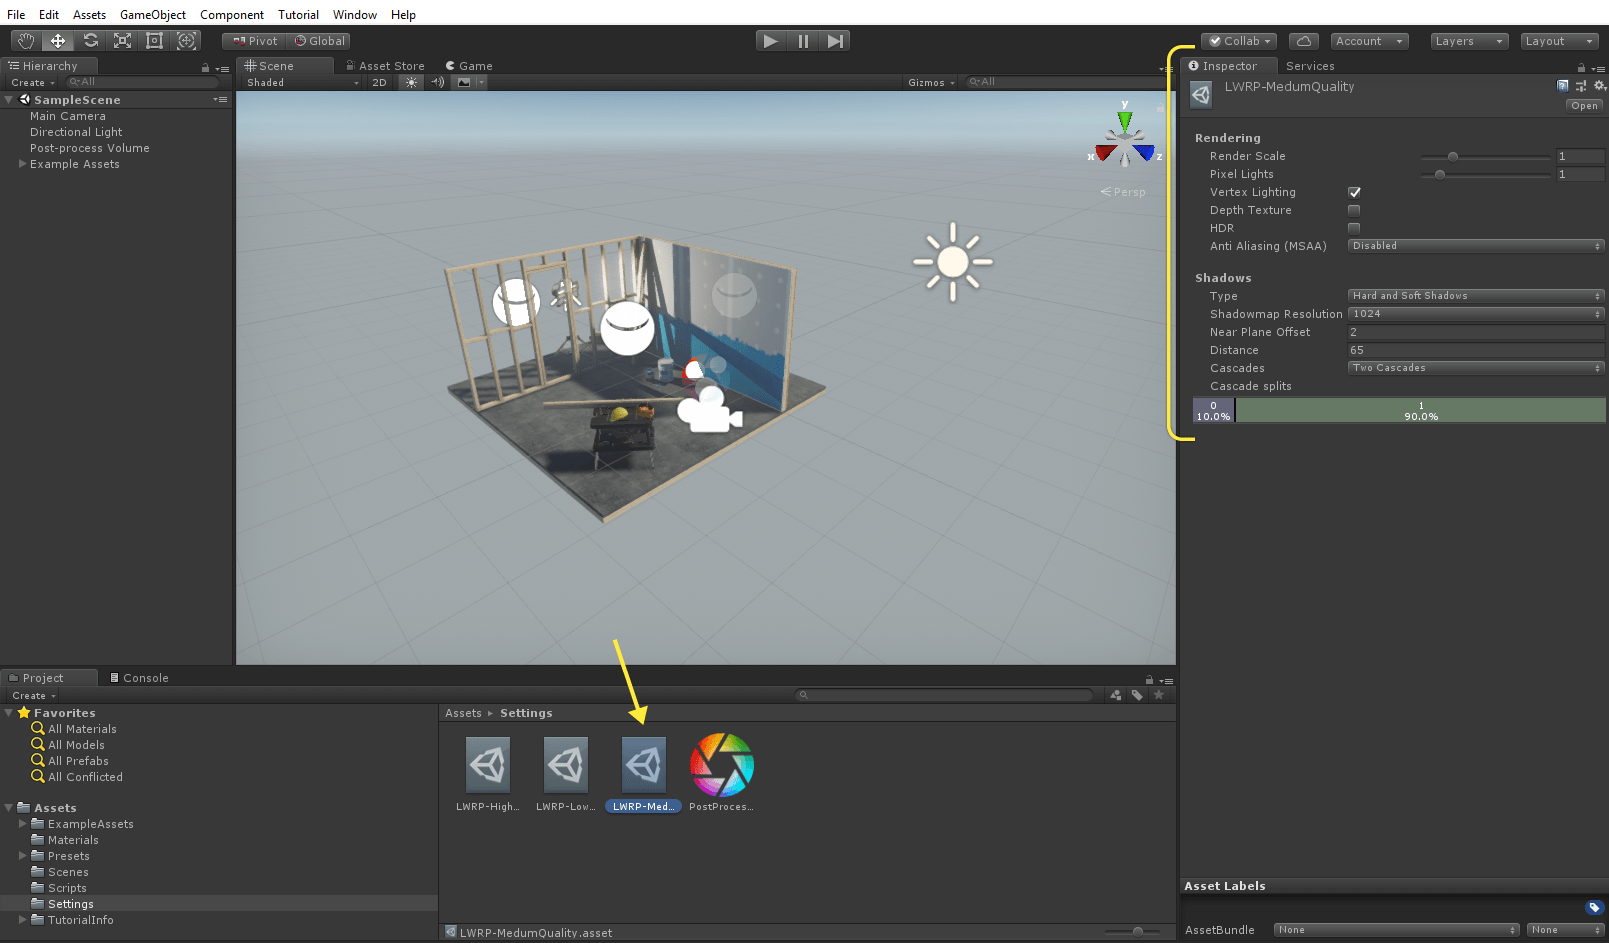 File Edit Assets GameObject Component Tutorial Window Help
Pivot Global
Collab Account Layers Layout
Hierarchy
Create All
SampleScene
Main Camera
Directional Light
Post-process Volume
Example Assets
Scene Asset Store Game
Shaded 2D Gizmos All
y
x z
Persp
Inspector Services
LWRP-MedumQuality
Open
Rendering
Render Scale 1
Pixel Lights 1
Vertex Lighting
Depth Texture
HDR
Anti Aliasing (MSAA) Disabled
Shadows
Type Hard and Soft Shadows
Shadowmap Resolution 1024
Near Plane Offset 2
Distance 65
Cascades Two Cascades
Cascade splits
0 1
10.0% 90.0%
Project Console
Create
Favorites
All Materials
All Models
All Prefabs
All Conflicted
Assets
ExampleAssets
Materials
Presets
Scenes
Scripts
Settings
TutorialInfo
Assets Settings
LWRP-High... LWRP-Low... LWRP-Med... PostProces...
LWRP-MedumQuality.asset
Asset Labels
AssetBundle None None